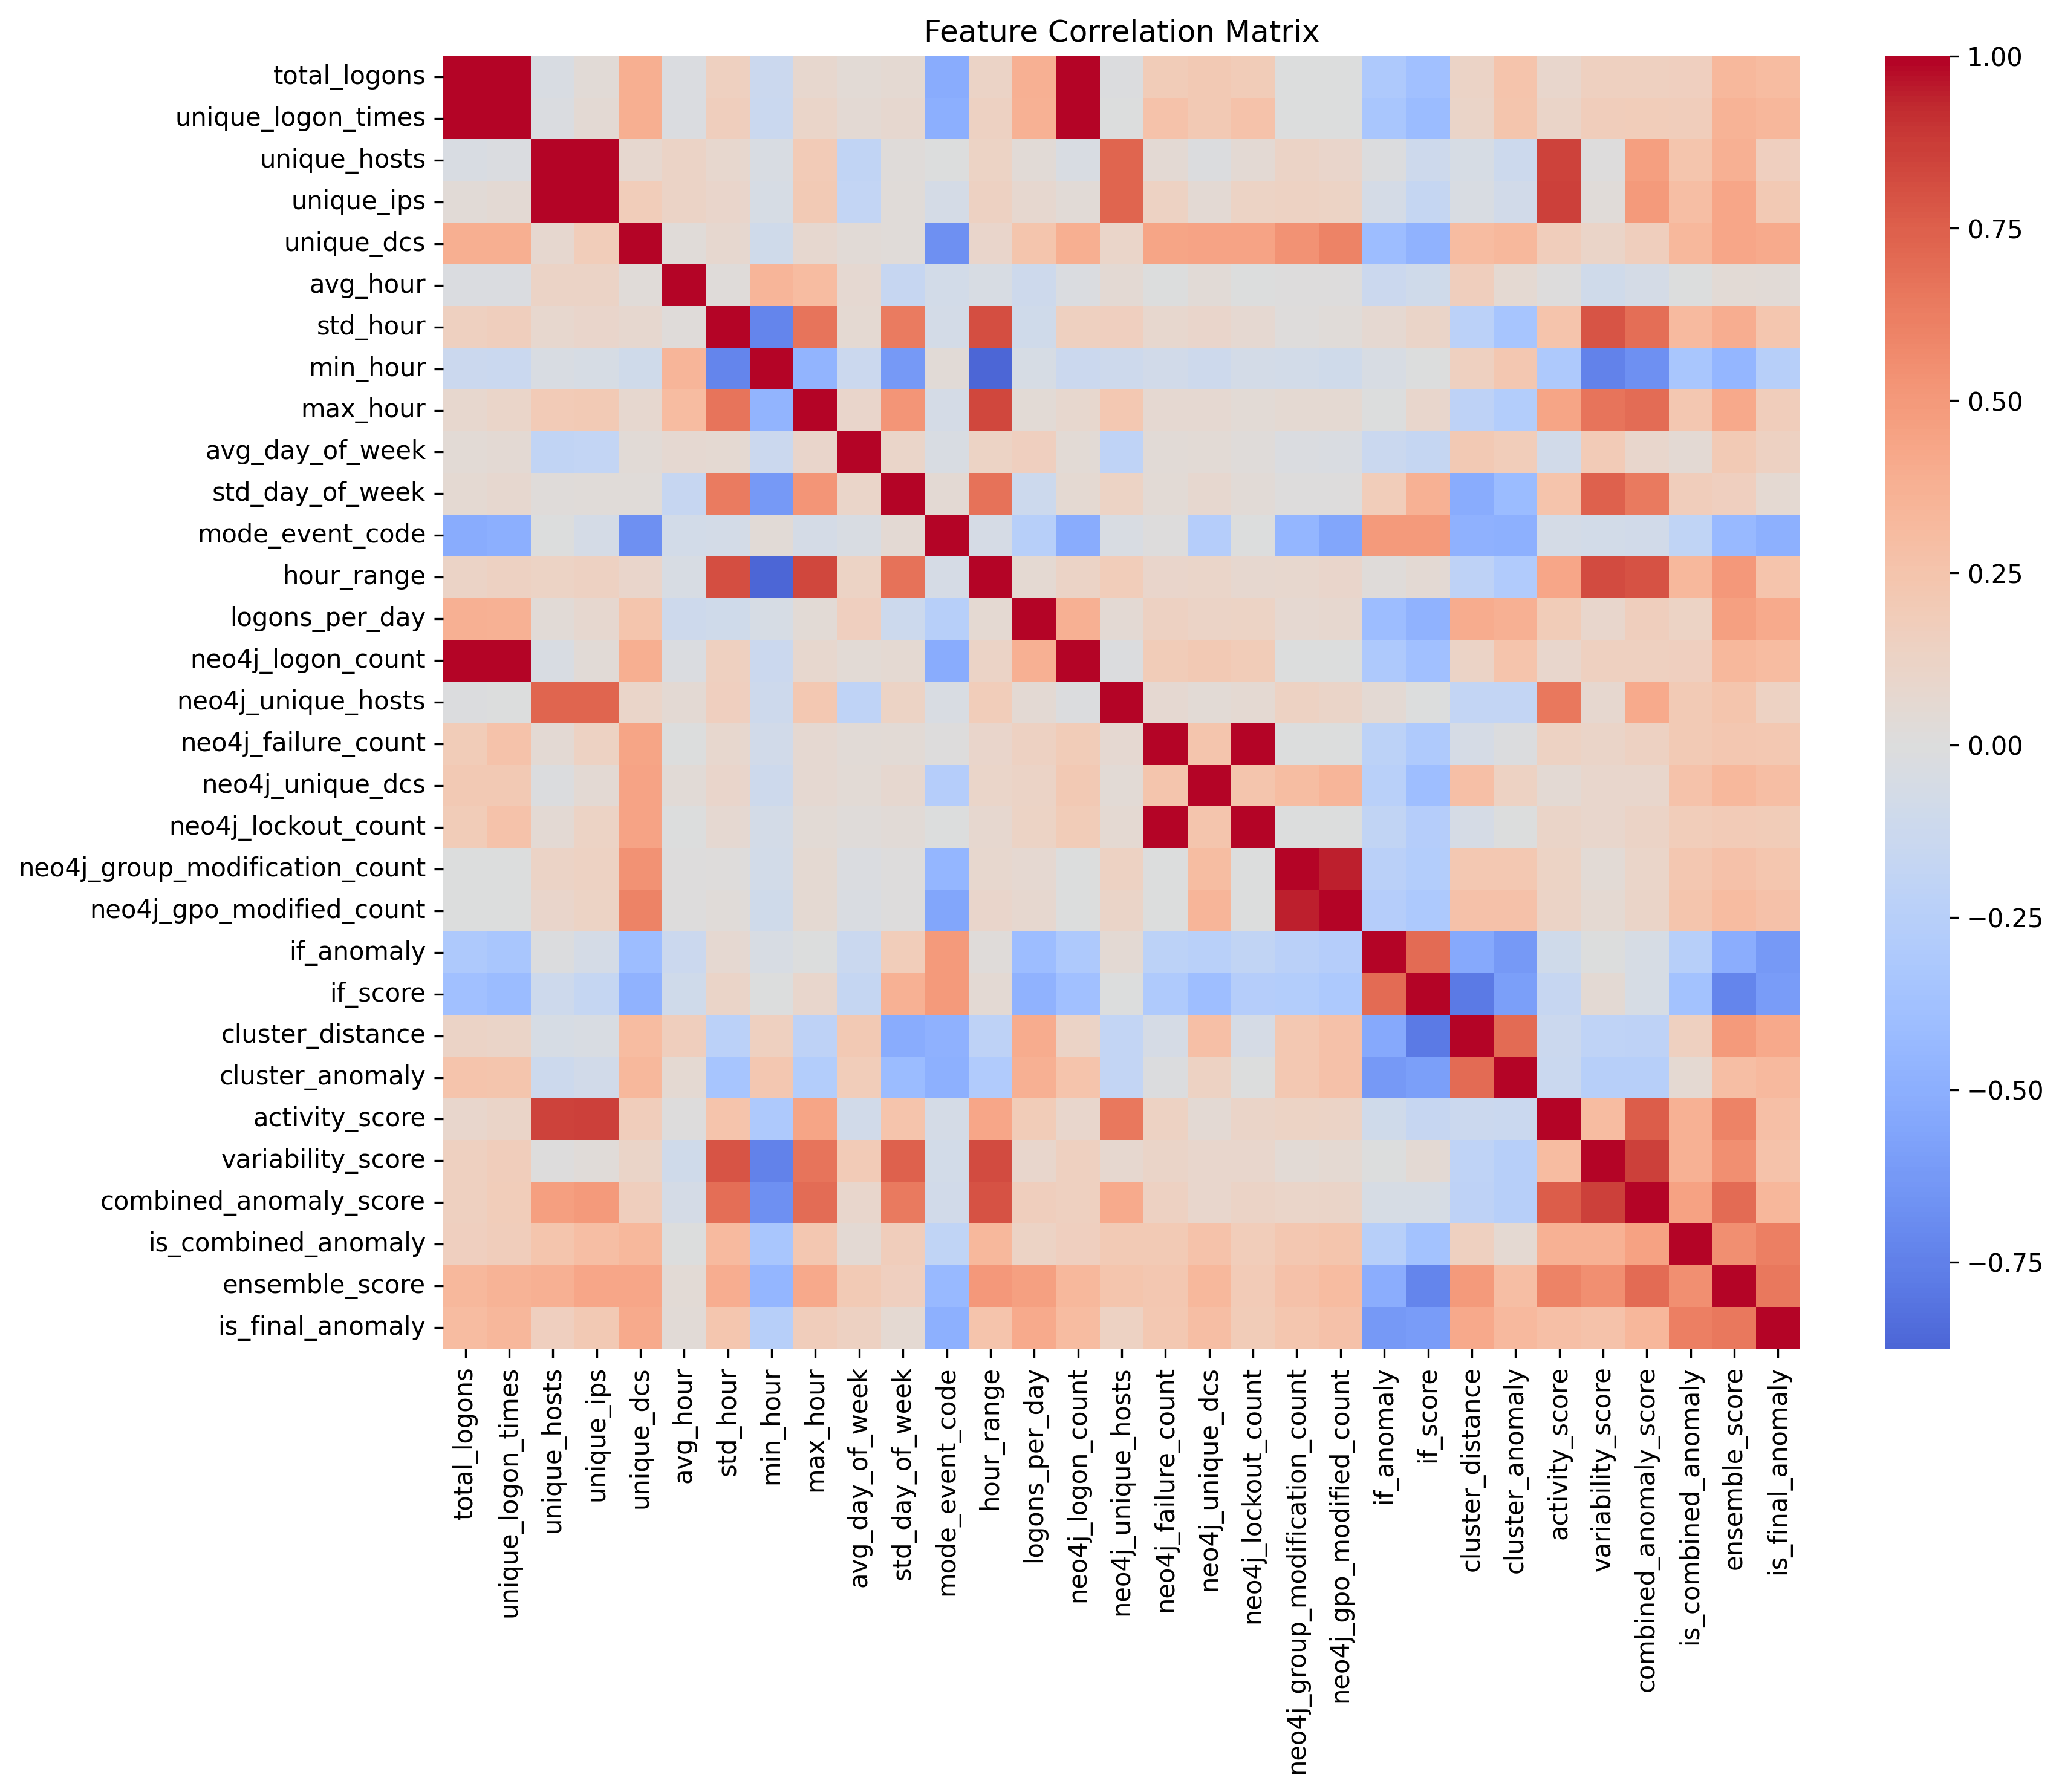 Feature Correlation Matrix
total_logons
unique_logon_times
unique_hosts
unique_ips
unique_dcs
avg_hour
std_hour
min_hour
max_hour
avg_day_of_week
std_day_of_week
mode_event_code
hour_range
logons_per_day
neo4j_logon_count
neo4j_unique_hosts
neo4j_failure_count
neo4j_unique_dcs
neo4j_lockout_count
neo4j_group_modification_count
neo4j_gpo_modified_count
if_anomaly
if_score
cluster_distance
cluster_anomaly
activity_score
variability_score
combined_anomaly_score
is_combined_anomaly
ensemble_score
is_final_anomaly
total_logons
unique_logon_times
unique_hosts
unique_ips
unique_dcs
avg_hour
std_hour
min_hour
max_hour
avg_day_of_week
std_day_of_week
mode_event_code
hour_range
logons_per_day
neo4j_logon_count
neo4j_unique_hosts
neo4j_failure_count
neo4j_unique_dcs
neo4j_lockout_count
neo4j_group_modification_count
neo4j_gpo_modified_count
if_anomaly
if_score
cluster_distance
cluster_anomaly
activity_score
variability_score
combined_anomaly_score
is_combined_anomaly
ensemble_score
is_final_anomaly
1.00
0.75
0.50
0.25
0.00
−0.25
−0.50
−0.75